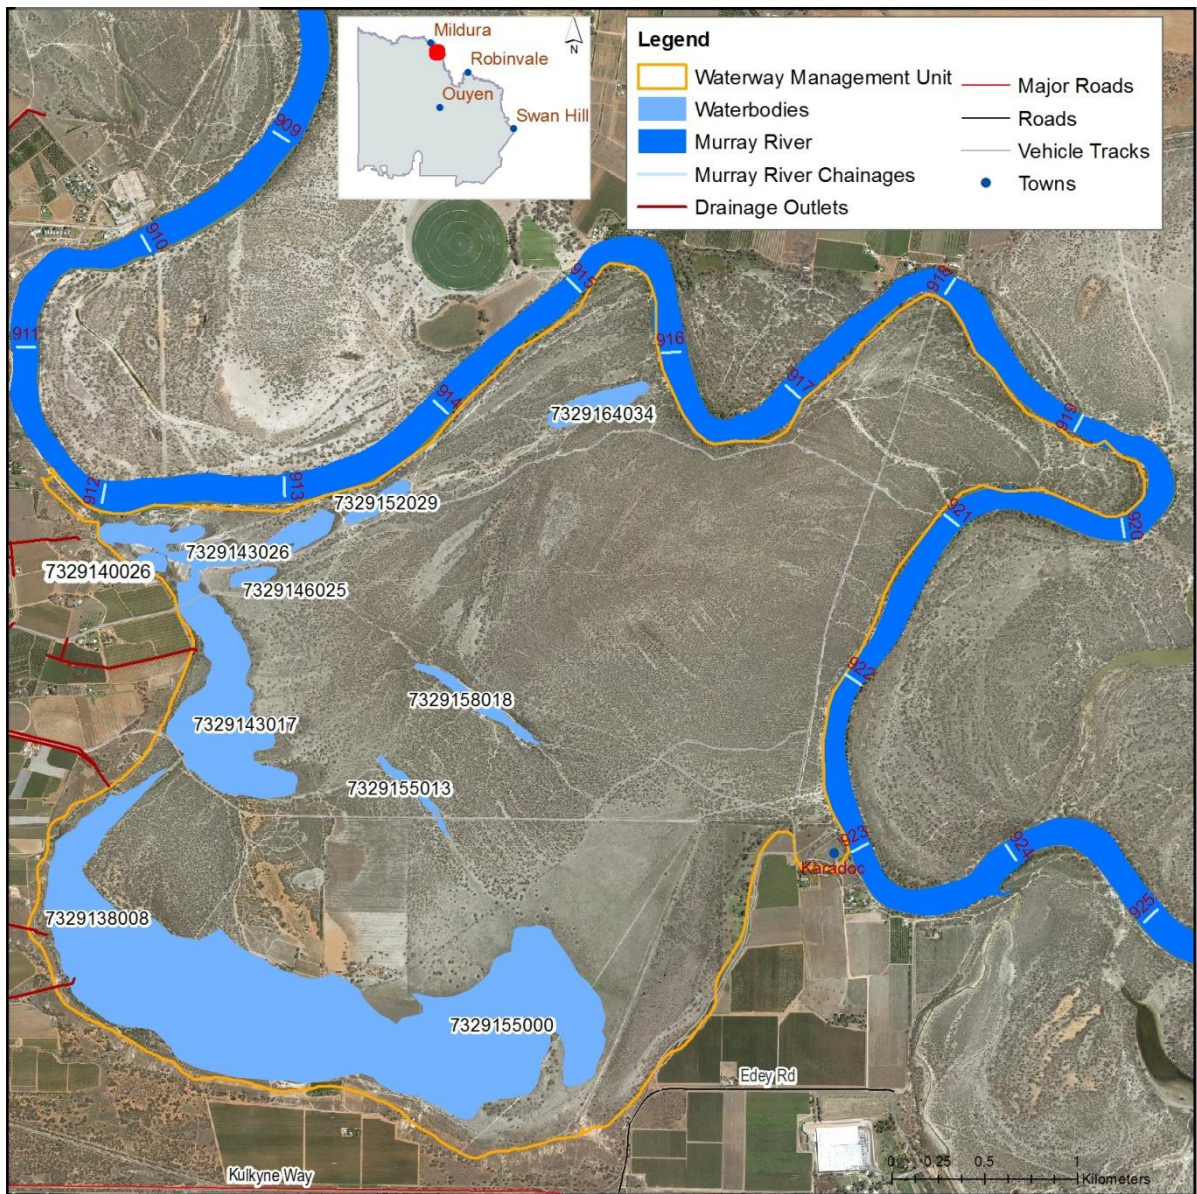 Mildura
Robinvale
Ouyen
Swan Hill
N
Legend
Waterway Management Unit
Waterbodies
Murray River
Murray River Chainages
Drainage Outlets
Major Roads
Roads
Vehicle Tracks
Towns
909
910
911
912
913
914
915
916
917
918
919
920
921
922
923
924
925
7329164034
7329152029
7329143026
7329140026
7329146025
7329158018
7329143017
7329155013
7329138008
7329155000
Karadoc
Edey Rd
Kulkyne Way
0 0.25 0.5 1
Kilometers